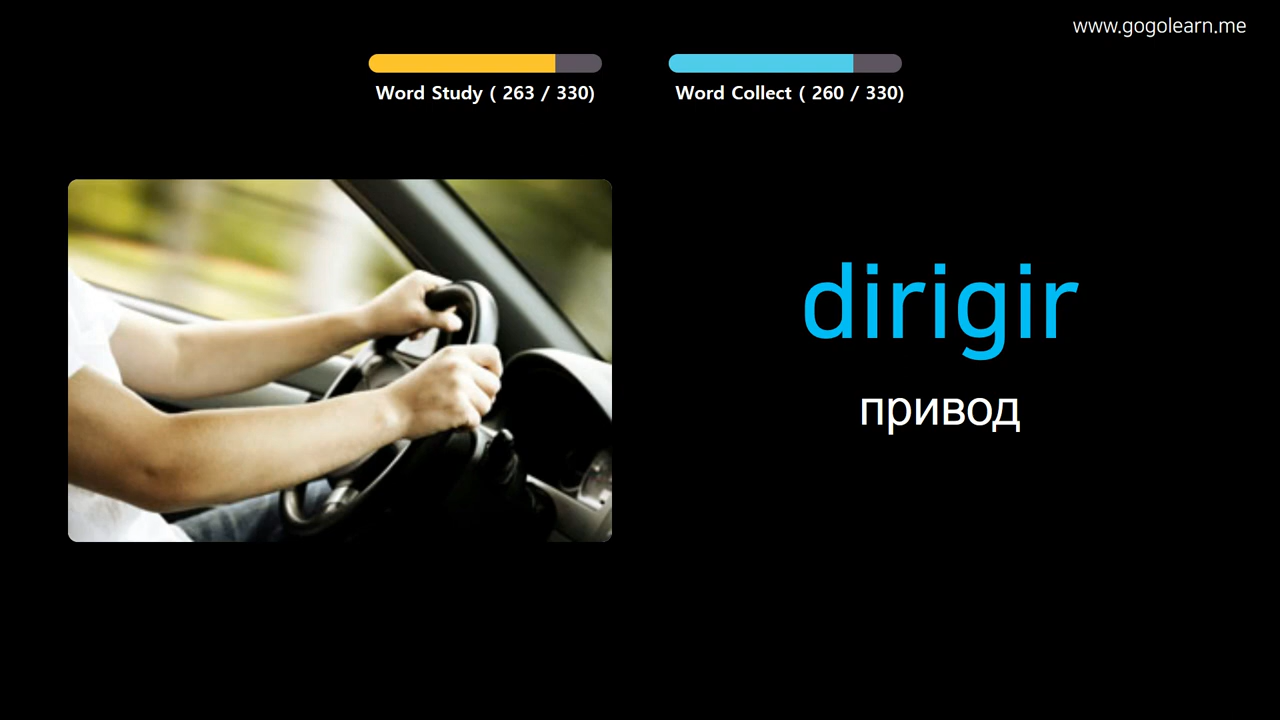 www.gogolearn.me
Word Study ( 263 / 330)
Word Collect ( 260 / 330)
dirigir
привод